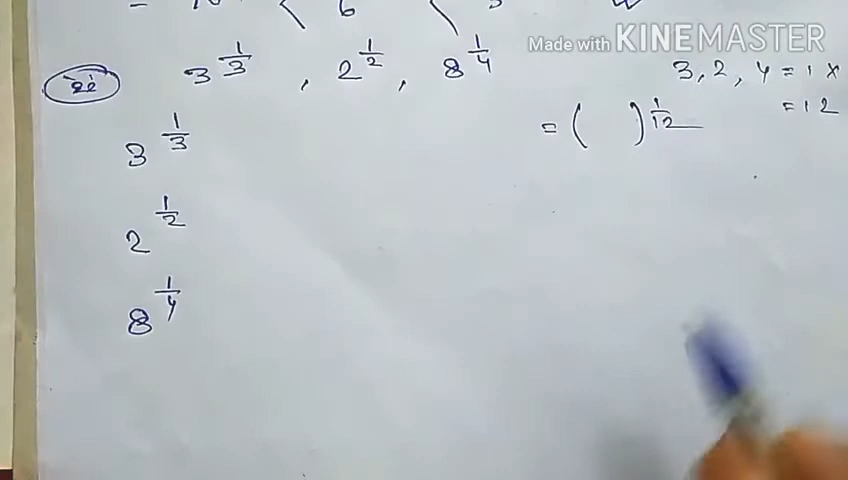 Made with KINEMASTER
ii 3^{1/3} , 2^{1/2} , 8^{1/4}
3, 2, 4 = 1 x
= 12
= ( )^{1/12}
3^{1/3}
2^{1/2}
8^{1/4}